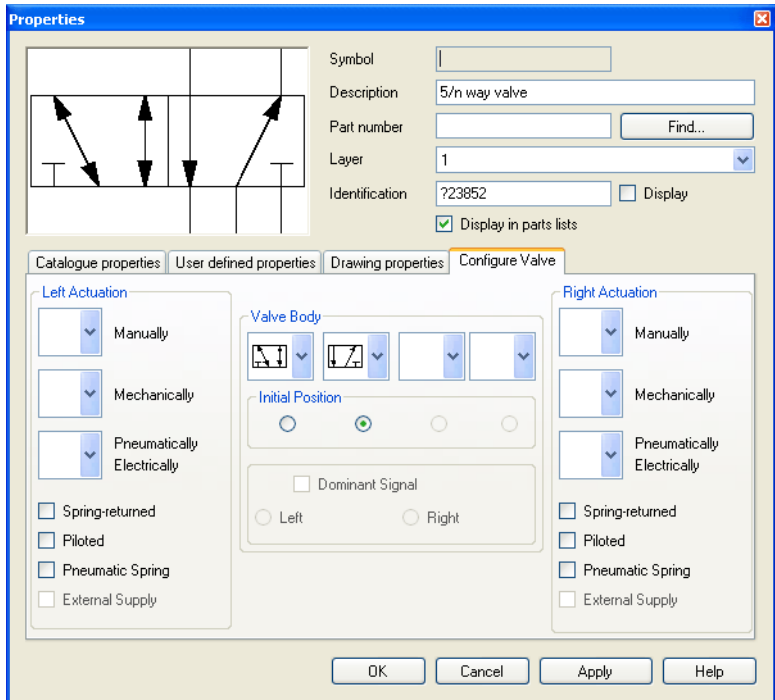 Properties
Symbol
Description 5/n way valve
Part number Find...
Layer 1
Identification ?23852 Display
Display in parts lists
Catalogue properties User defined properties Drawing properties Configure Valve
Left Actuation
Manually
Mechanically
Pneumatically
Electrically
Spring-returned
Piloted
Pneumatic Spring
External Supply
Valve Body
Initial Position
Dominant Signal
Left Right
Right Actuation
Manually
Mechanically
Pneumatically
Electrically
Spring-returned
Piloted
Pneumatic Spring
External Supply
OK Cancel Apply Help